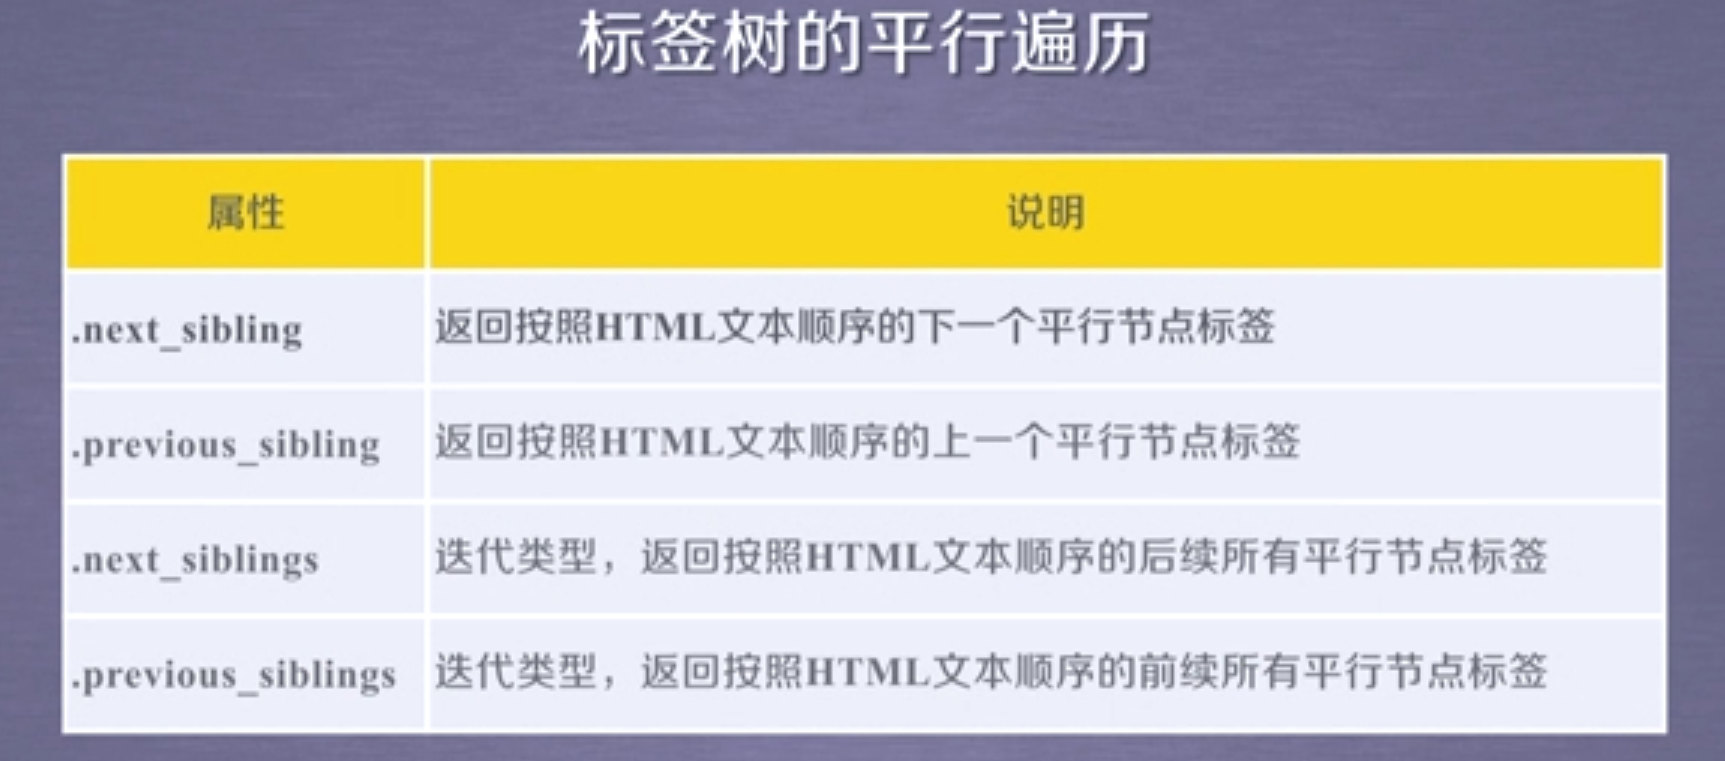 标签树的平行遍历
属性 说明
.next_sibling 返回按照HTML文本顺序的下一个平行节点标签
.previous_sibling 返回按照HTML文本顺序的上一个平行节点标签
.next_siblings 迭代类型，返回按照HTML文本顺序的后续所有平行节点标签
.previous_siblings 迭代类型，返回按照HTML文本顺序的前续所有平行节点标签